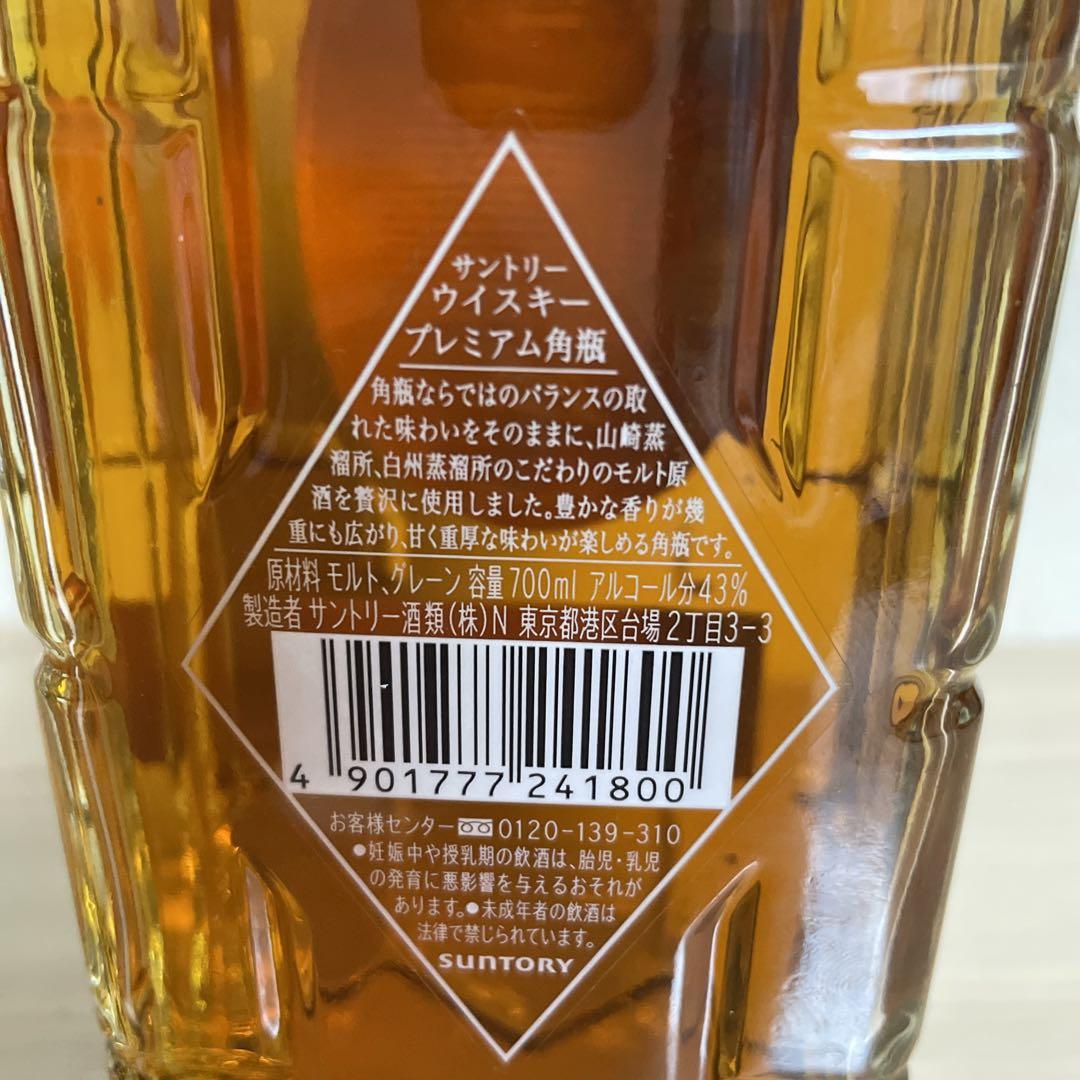 サントリー
ウイスキー
プレミアム角瓶
角瓶ならではのバランスの取
れた味わいをそのままに、山崎蒸
溜所、白州蒸溜所のこだわりのモルト原
酒を贅沢に使用しました。豊かな香りが幾
重にも広がり、甘く重厚な味わいが楽しめる角瓶です。
原材料 モルト、グレーン 容量 700ml アルコール分43%
製造者 サントリー酒類(株)N 東京都港区台場2丁目3-3
4 901777 241800
お客様センター 0120-139-310
●妊娠中や授乳期の飲酒は、胎児・乳児
の発育に悪影響を与えるおそれが
あります。●未成年者の飲酒は
法律で禁じられています。
SUNTORY